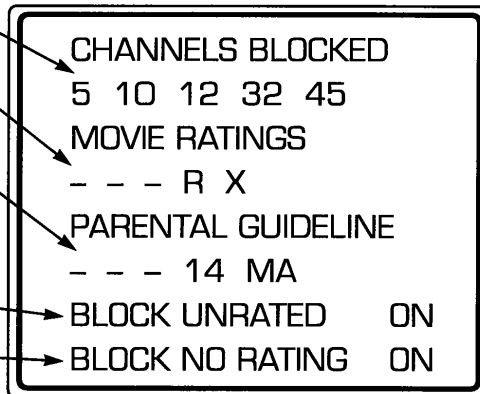 CHANNELS BLOCKED
5 10 12 32 45
MOVIE RATINGS
– – – R X
PARENTAL GUIDELINE
– – – 14 MA
BLOCK UNRATED ON
BLOCK NO RATING ON